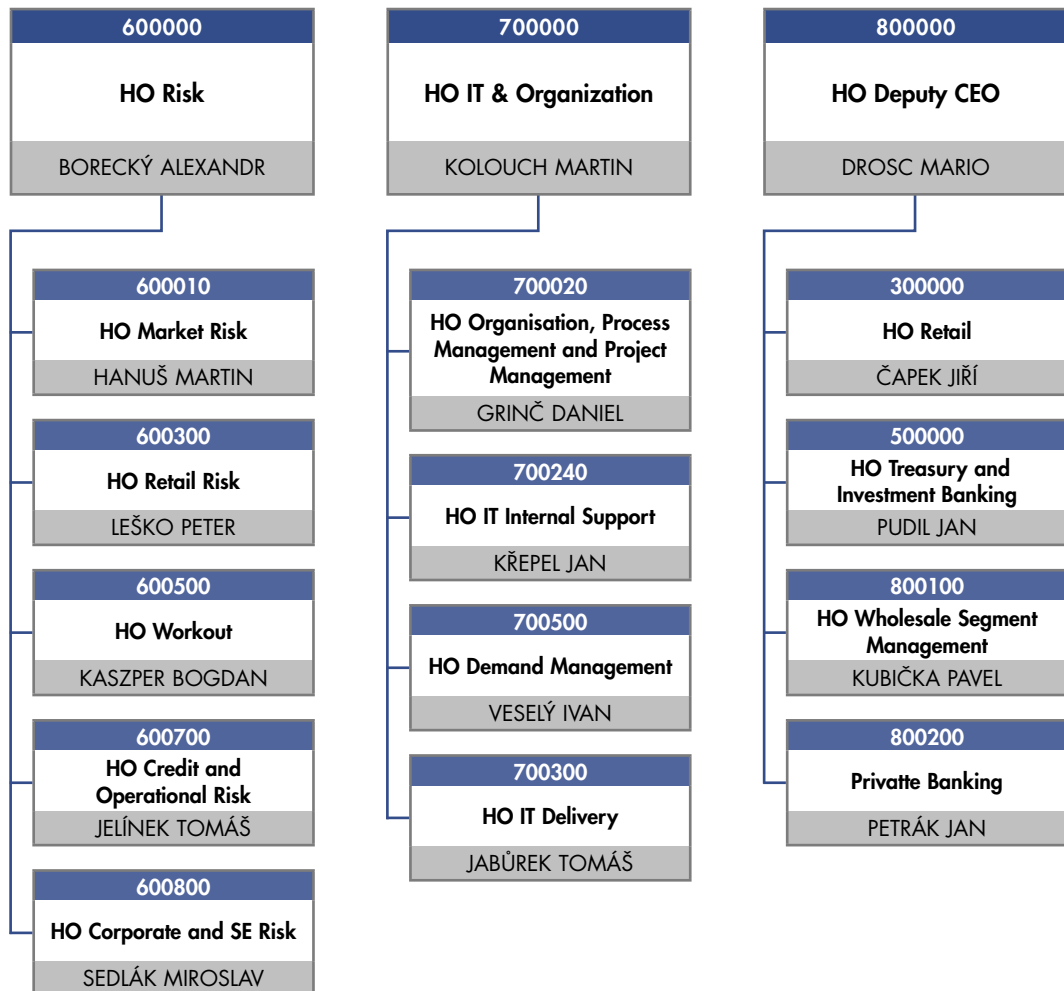 600000
HO Risk
BORECKÝ ALEXANDR
600010
HO Market Risk
HANUŠ MARTIN
600300
HO Retail Risk
LEŠKO PETER
600500
HO Workout
KASZPER BOGDAN
600700
HO Credit and
Operational Risk
JELÍNEK TOMÁŠ
600800
HO Corporate and SE Risk
SEDLÁK MIROSLAV
700000
HO IT & Organization
KOLOUCH MARTIN
700020
HO Organisation, Process
Management and Project
Management
GRINČ DANIEL
700240
HO IT Internal Support
KŘEPEL JAN
700500
HO Demand Management
VESELÝ IVAN
700300
HO IT Delivery
JABŮREK TOMÁŠ
800000
HO Deputy CEO
DROSC MARIO
300000
HO Retail
ČAPEK JIŘÍ
500000
HO Treasury and
Investment Banking
PUDIL JAN
800100
HO Wholesale Segment
Management
KUBIČKA PAVEL
800200
Privatte Banking
PETRÁK JAN